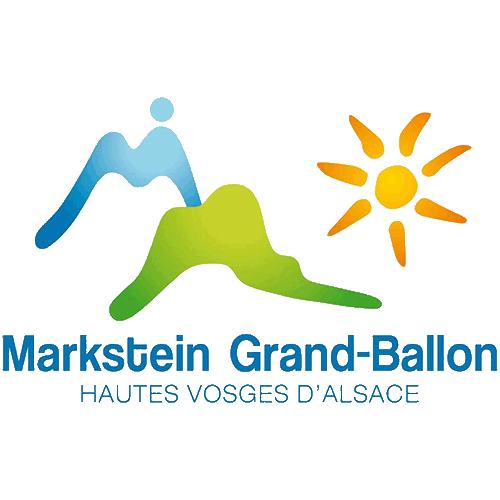 Markstein Grand-Ballon
HAUTES VOSGES D'ALSACE